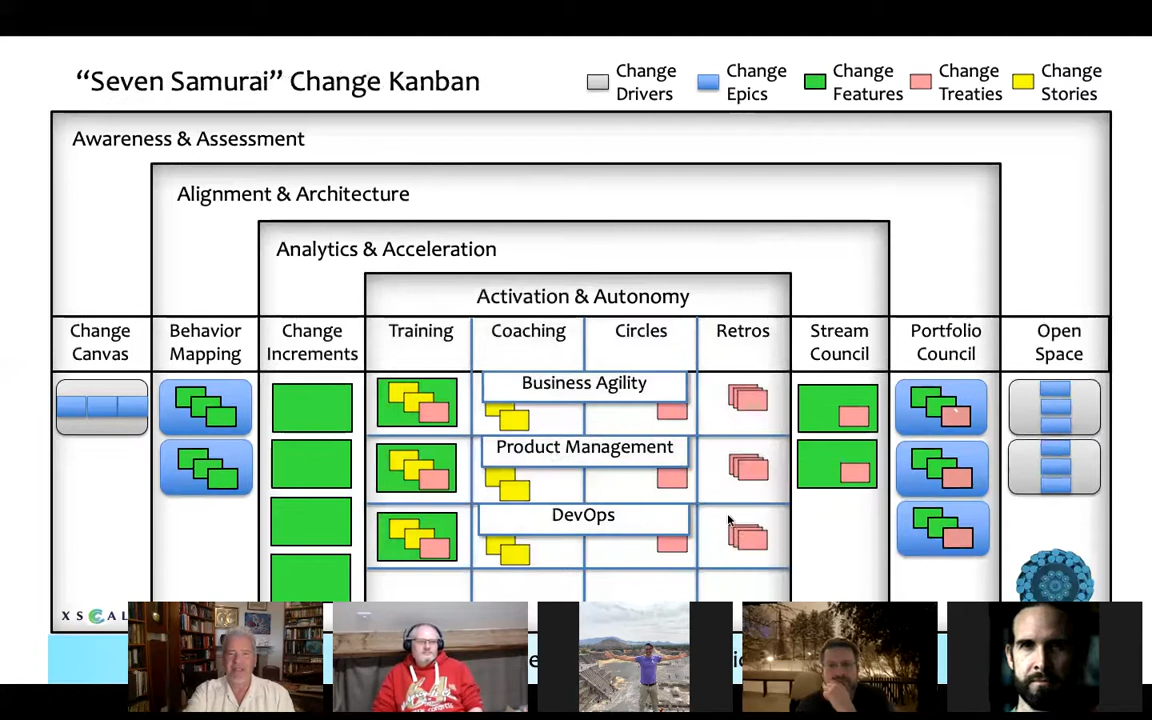 “Seven Samurai” Change Kanban
Change Drivers
Change Epics
Change Features
Change Treaties
Change Stories
Awareness & Assessment
Alignment & Architecture
Analytics & Acceleration
Activation & Autonomy
Change Canvas
Behavior Mapping
Change Increments
Training
Coaching
Circles
Retros
Stream Council
Portfolio Council
Open Space
Business Agility
Product Management
DevOps
XSCAL